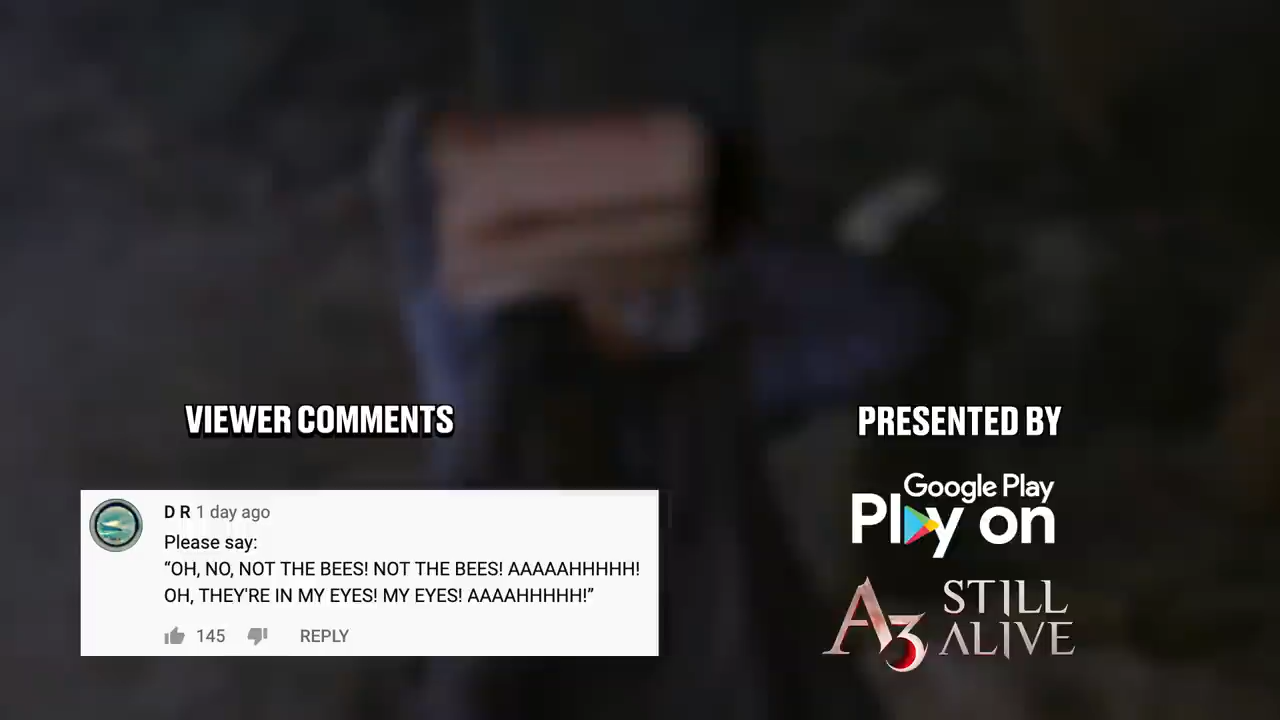 VIEWER COMMENTS
PRESENTED BY
Google Play
Play on
D R 1 day ago
Please say:
“OH, NO, NOT THE BEES! NOT THE BEES! AAAAAHHHHH!
OH, THEY'RE IN MY EYES! MY EYES! AAAAHHHHH!”
145 REPLY
A3 STILL
ALIVE